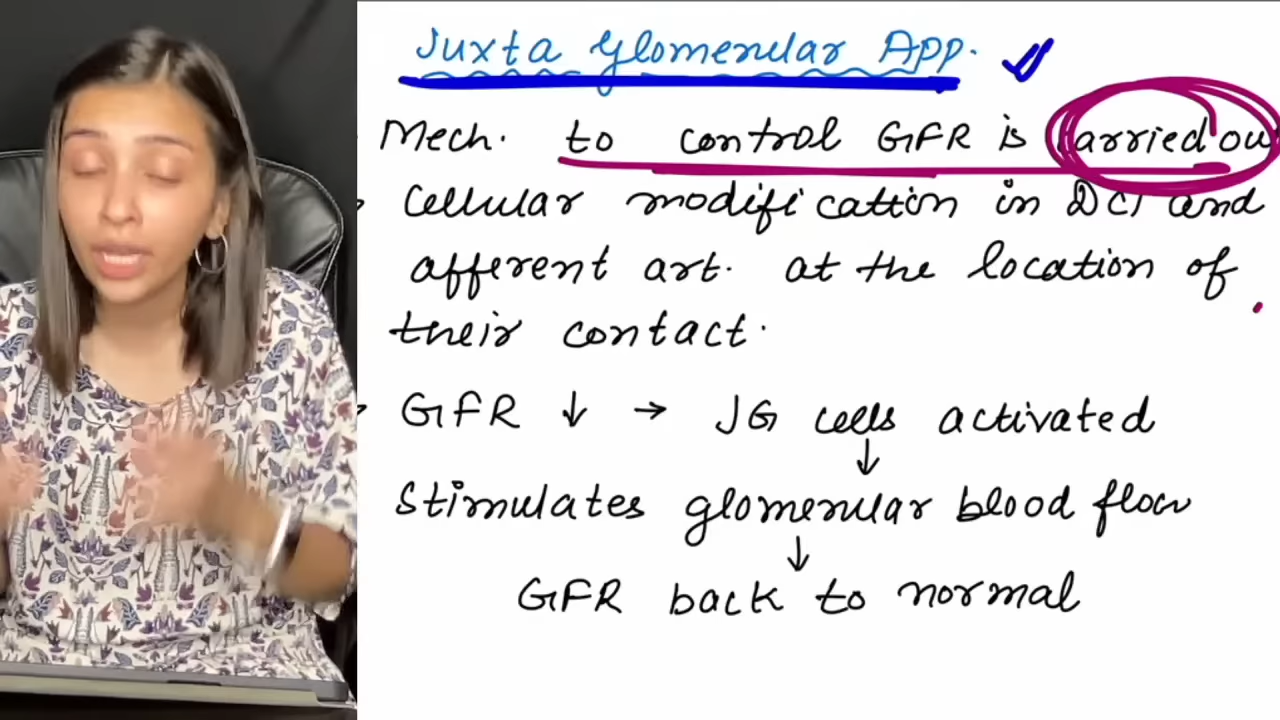 Juxta Glomerular App.
Mech. to control GFR is carried ou
Cellular modification in DCT and
afferent art. at the location of
their contact.
GFR ↓ → JG cells activated
↓
Stimulates glomerular blood flow
↓
GFR back to normal